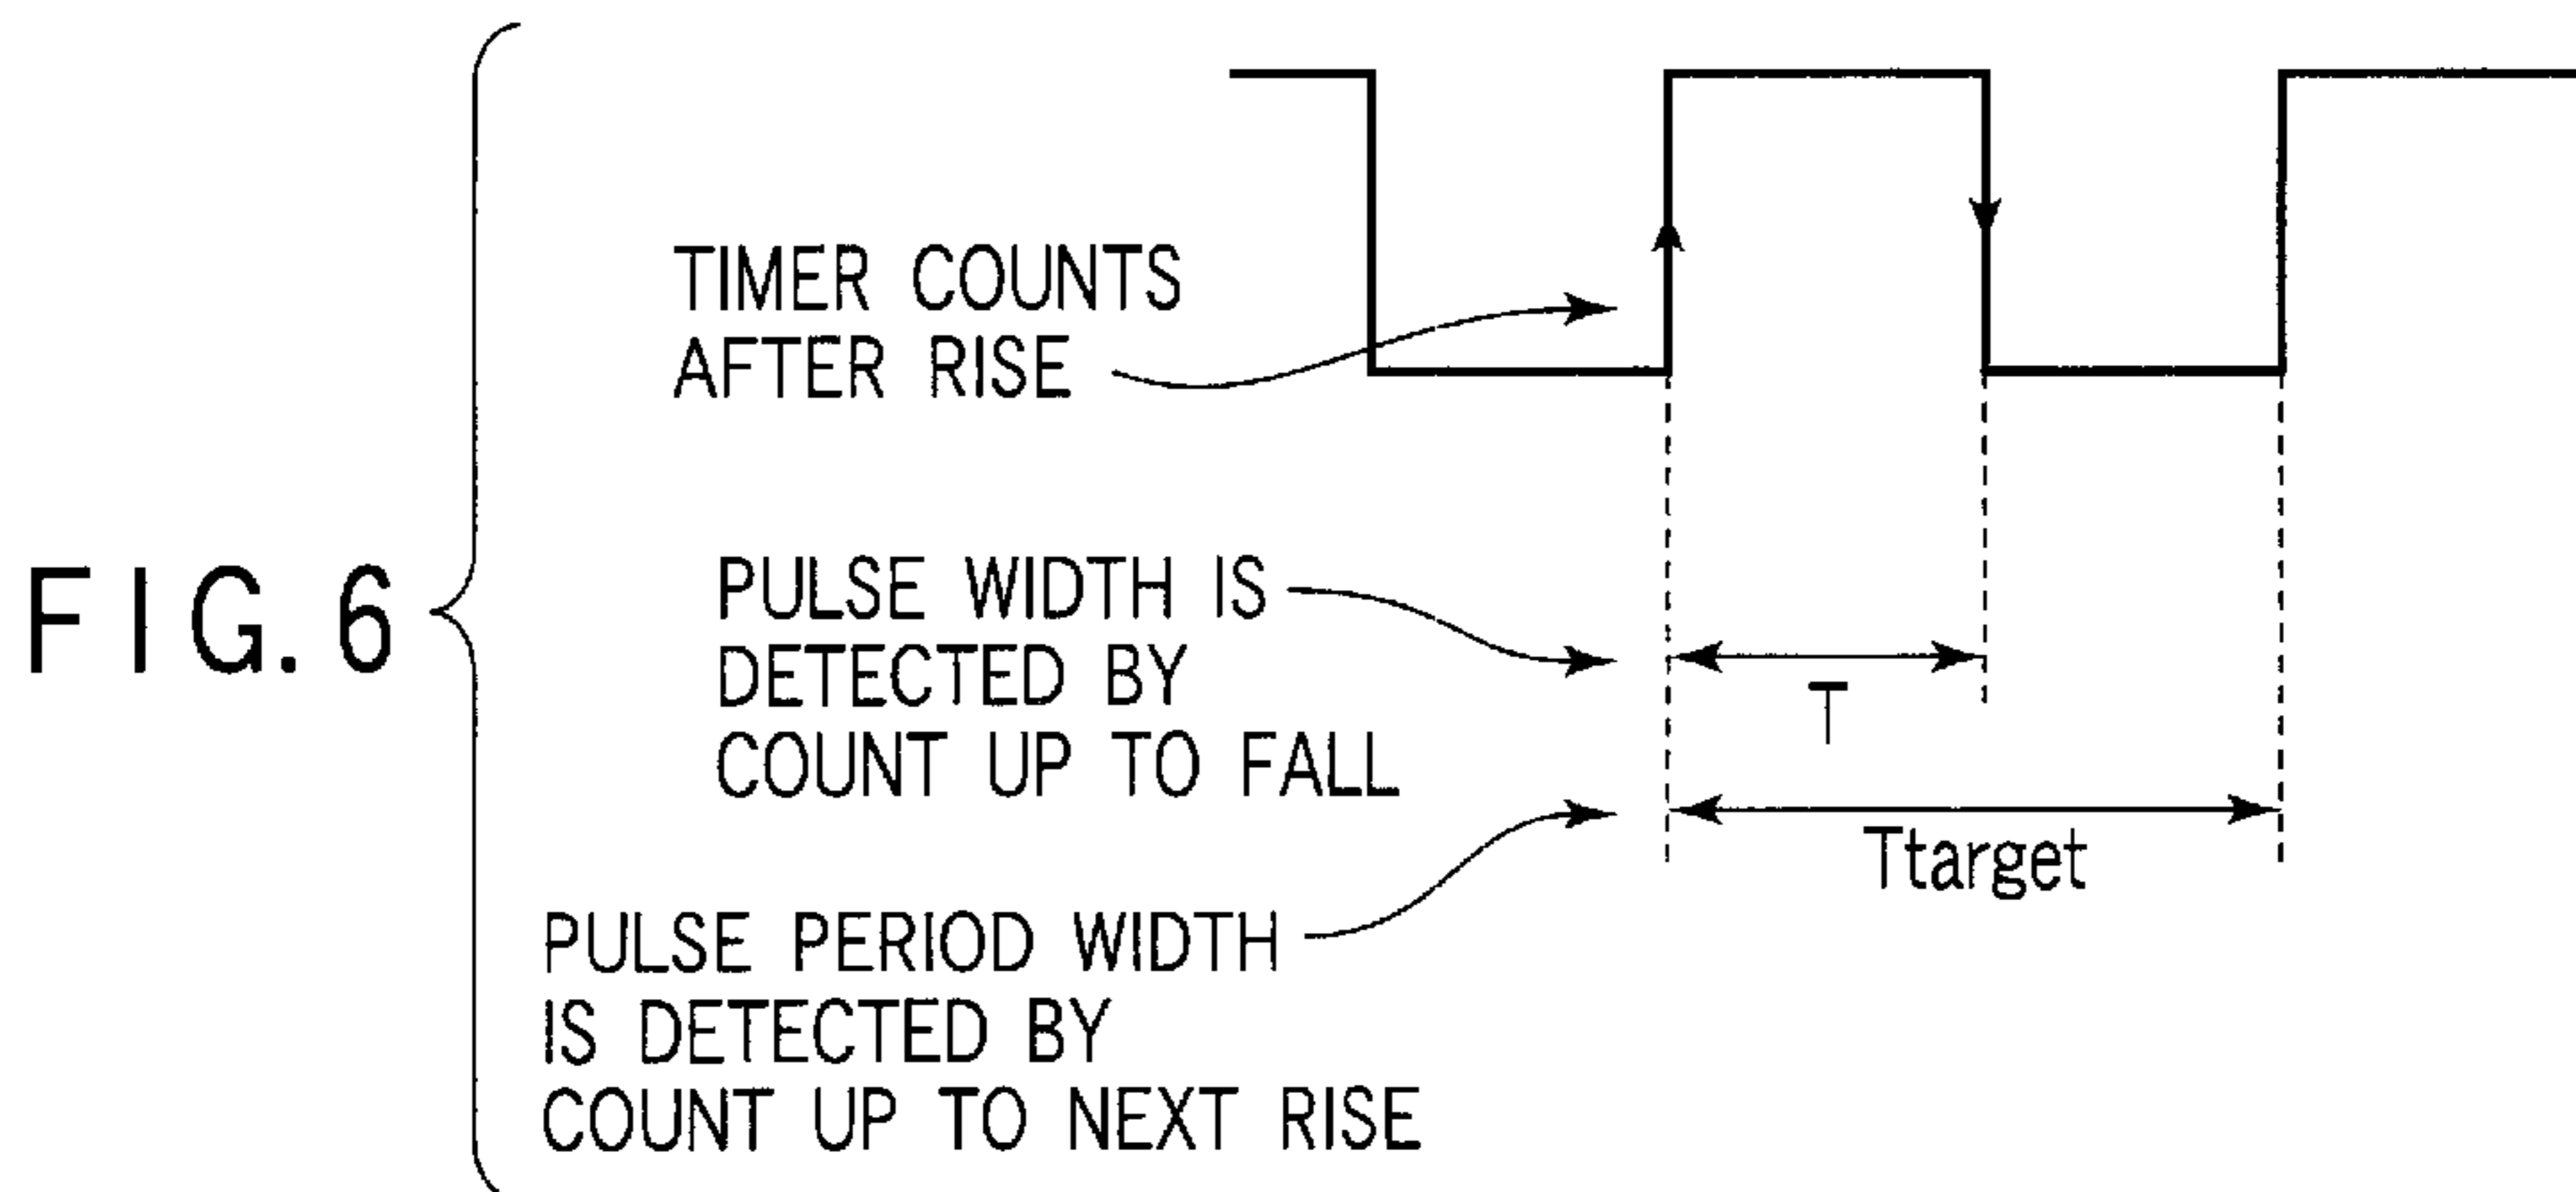 FIG. 6
TIMER COUNTS
AFTER RISE
PULSE WIDTH IS
DETECTED BY
COUNT UP TO FALL
T
Ttarget
PULSE PERIOD WIDTH
IS DETECTED BY
COUNT UP TO NEXT RISE